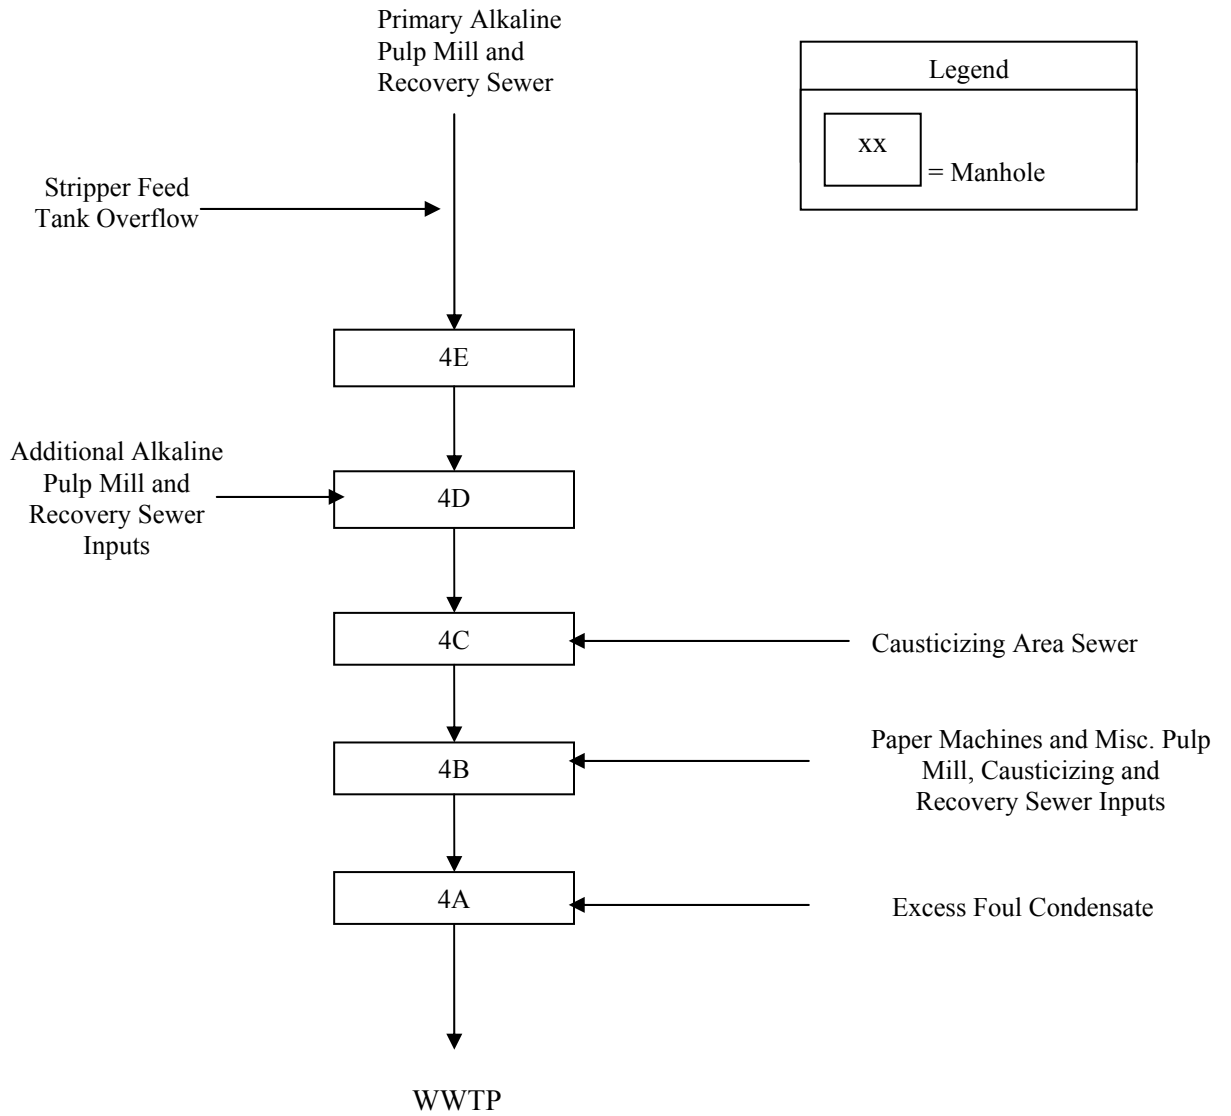 Primary Alkaline
Pulp Mill and
Recovery Sewer
Legend
xx
= Manhole
Stripper Feed
Tank Overflow
4E
Additional Alkaline
Pulp Mill and
Recovery Sewer
Inputs
4D
4C
Causticizing Area Sewer
Paper Machines and Misc. Pulp
Mill, Causticizing and
Recovery Sewer Inputs
4B
4A
Excess Foul Condensate
WWTP